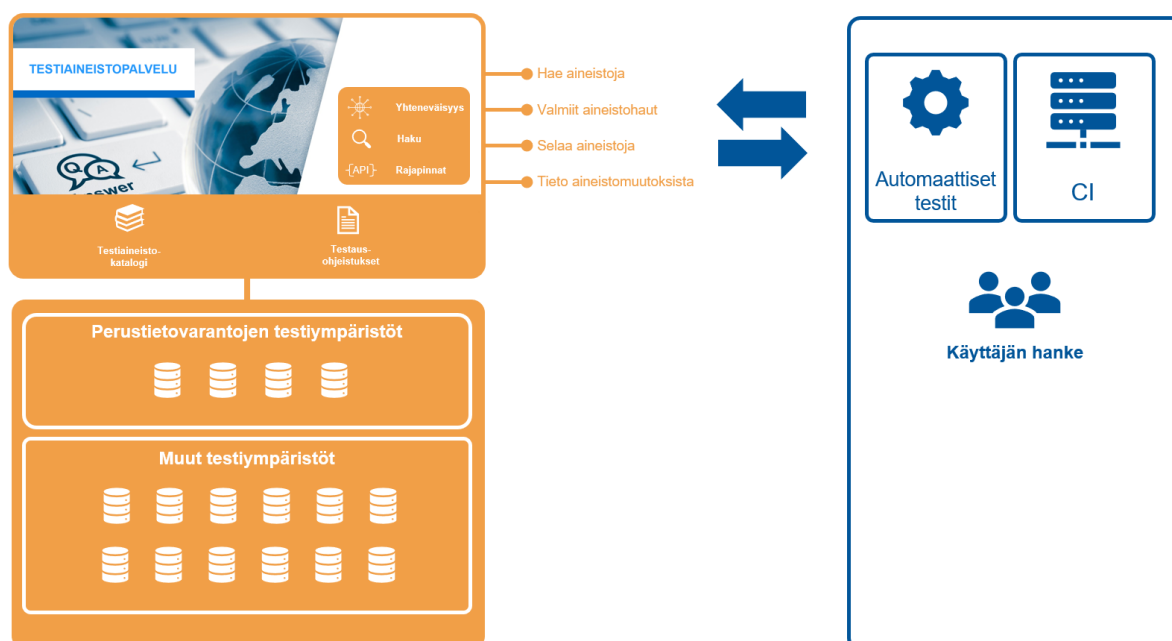 TESTIAINEISTOPALVELU
Q A
Answer
Yhteneväisyys
Haku
-{API}-
Rajapinnat
Testiaineisto-
katalogi
Testaus-
ohjeistukset
Hae aineistoja
Valmiit aineistohaut
Selaa aineistoja
Tieto aineistomuutoksista
Perustietovarantojen testiympäristöt
Muut testiympäristöt
Automaattiset
testit
CI
Käyttäjän hanke